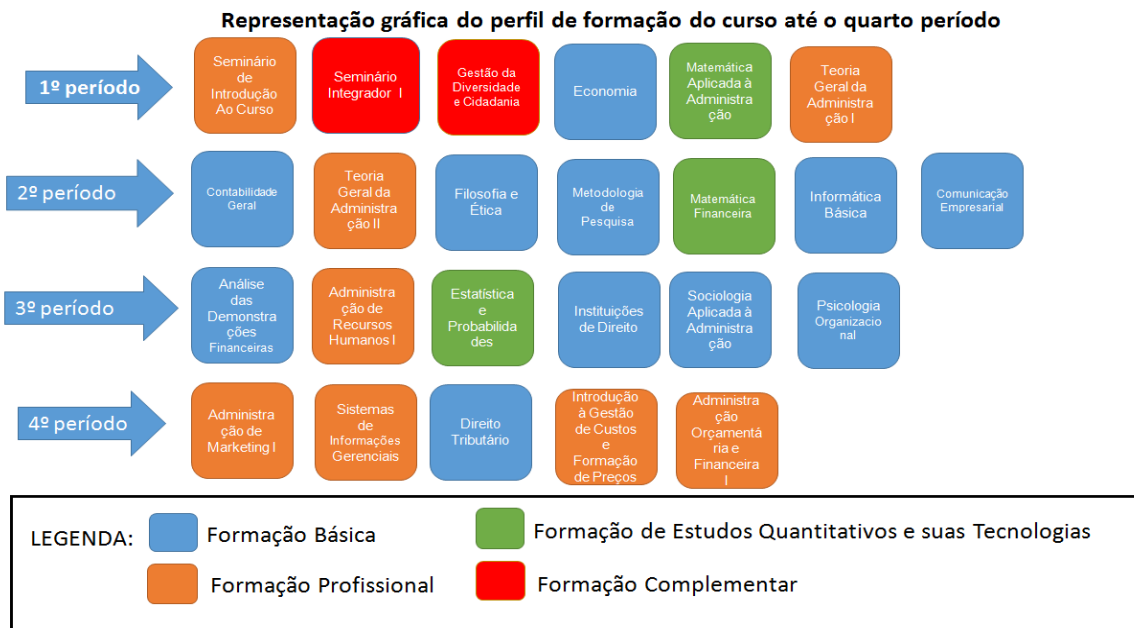 Representação gráfica do perfil de formação do curso até o quarto período
1º período
Seminário
de
Introdução
Ao Curso
Seminário
Integrador I
Gestão da
Diversidade
e Cidadania
Economia
Matemática
Aplicada à
Administra
ção
Teoria
Geral da
Administra
ção I
2º período
Contabilidade
Geral
Teoria
Geral da
Administra
ção II
Filosofia e
Ética
Metodologia
de
Pesquisa
Matemática
Financeira
Informática
Básica
Comunicação
Empresarial
3º período
Análise
das
Demonstra
ções
Financeiras
Administra
ção de
Recursos
Humanos I
Estatística
e
Probabilida
des
Instituições
de Direito
Sociologia
Aplicada à
Administra
ção
Psicologia
Organizacio
nal
4º período
Administra
ção de
Marketing I
Sistemas
de
Informações
Gerenciais
Direito
Tributário
Introdução
à Gestão
de Custos
e
Formação
de Preços
Administra
ção
Orçamentá
ria e
Financeira
I
LEGENDA:
Formação Básica
Formação de Estudos Quantitativos e suas Tecnologias
Formação Profissional
Formação Complementar